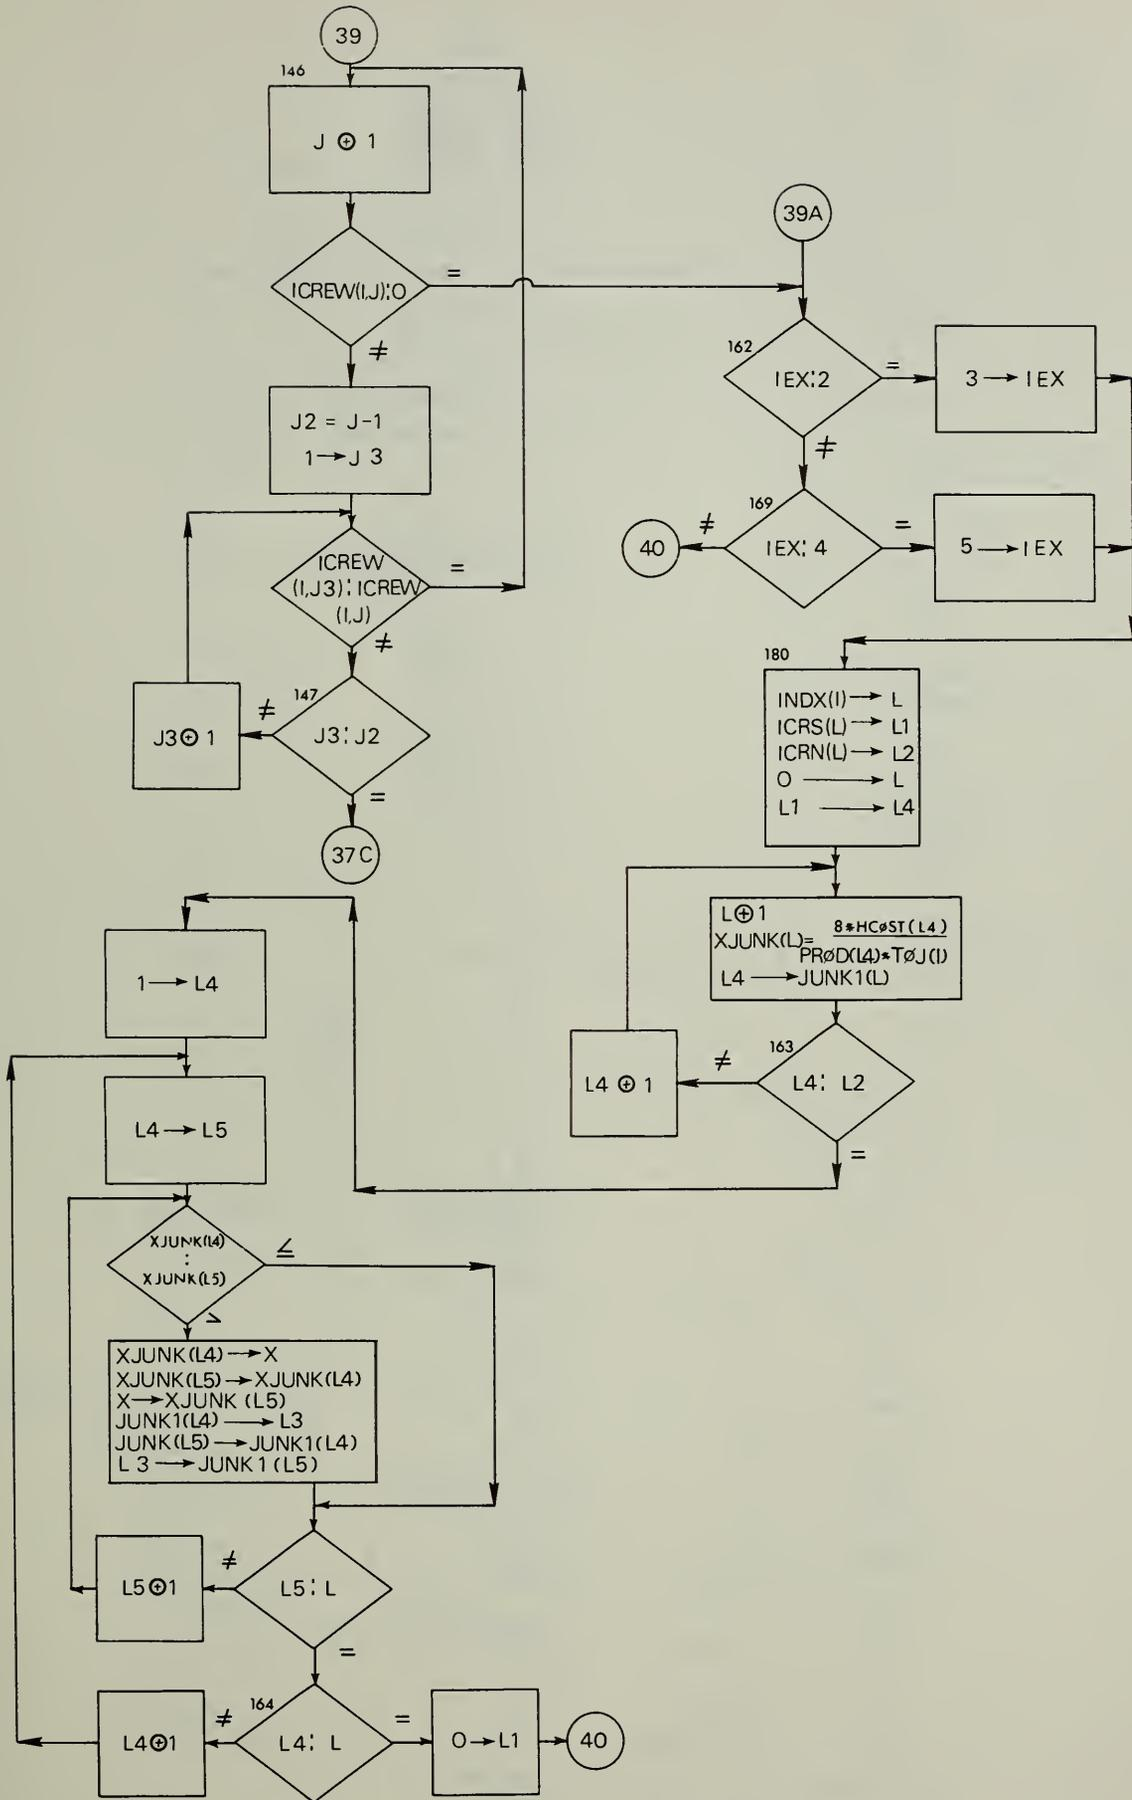 39
146
J ⊕ 1
ICREW(I,J):0
=
≠
J2 = J-1
1 → J3
ICREW
(I,J3):ICREW
(I,J)
=
≠
147
J3:J2
≠
J3 ⊕ 1
=
37C
39A
162
IEX:2
=
3 → IEX
≠
169
IEX:4
≠
40
=
5 → IEX
180
INDX(I) → L
ICRS(L) → L1
ICRN(L) → L2
O → L
L1 → L4
L ⊕ 1
XJUNK(L)= 8*HCØST(L4)
PRØD(L4)*TØJ(I)
L4 → JUNK1(L)
163
L4: L2
≠
L4 ⊕ 1
=
1 → L4
L4 → L5
XJUNK(L4)
:
XJUNK(L5)
≤
>
XJUNK(L4) → X
XJUNK(L5) → XJUNK(L4)
X → XJUNK(L5)
JUNK1(L4) → L3
JUNK(L5) → JUNK1(L4)
L3 → JUNK1(L5)
L5: L
≠
L5 ⊕ 1
=
164
L4: L
≠
L4 ⊕ 1
=
O → L1
40